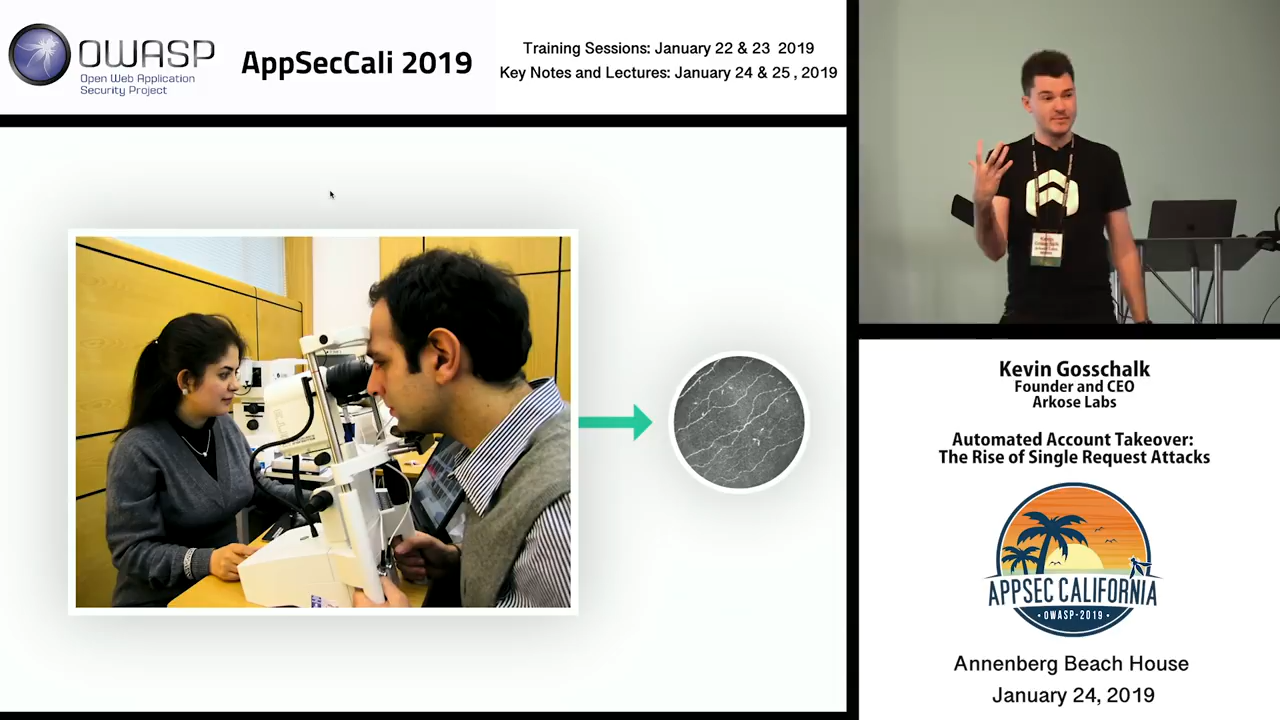 OWASP
Open Web Application
Security Project
AppSecCali 2019
Training Sessions: January 22 & 23 2019
Key Notes and Lectures: January 24 & 25 , 2019
Kevin Gosschalk
Founder and CEO
Arkose Labs
Automated Account Takeover:
The Rise of Single Request Attacks
APPSEC CALIFORNIA
• OWASP-2019 •
Annenberg Beach House
January 24, 2019